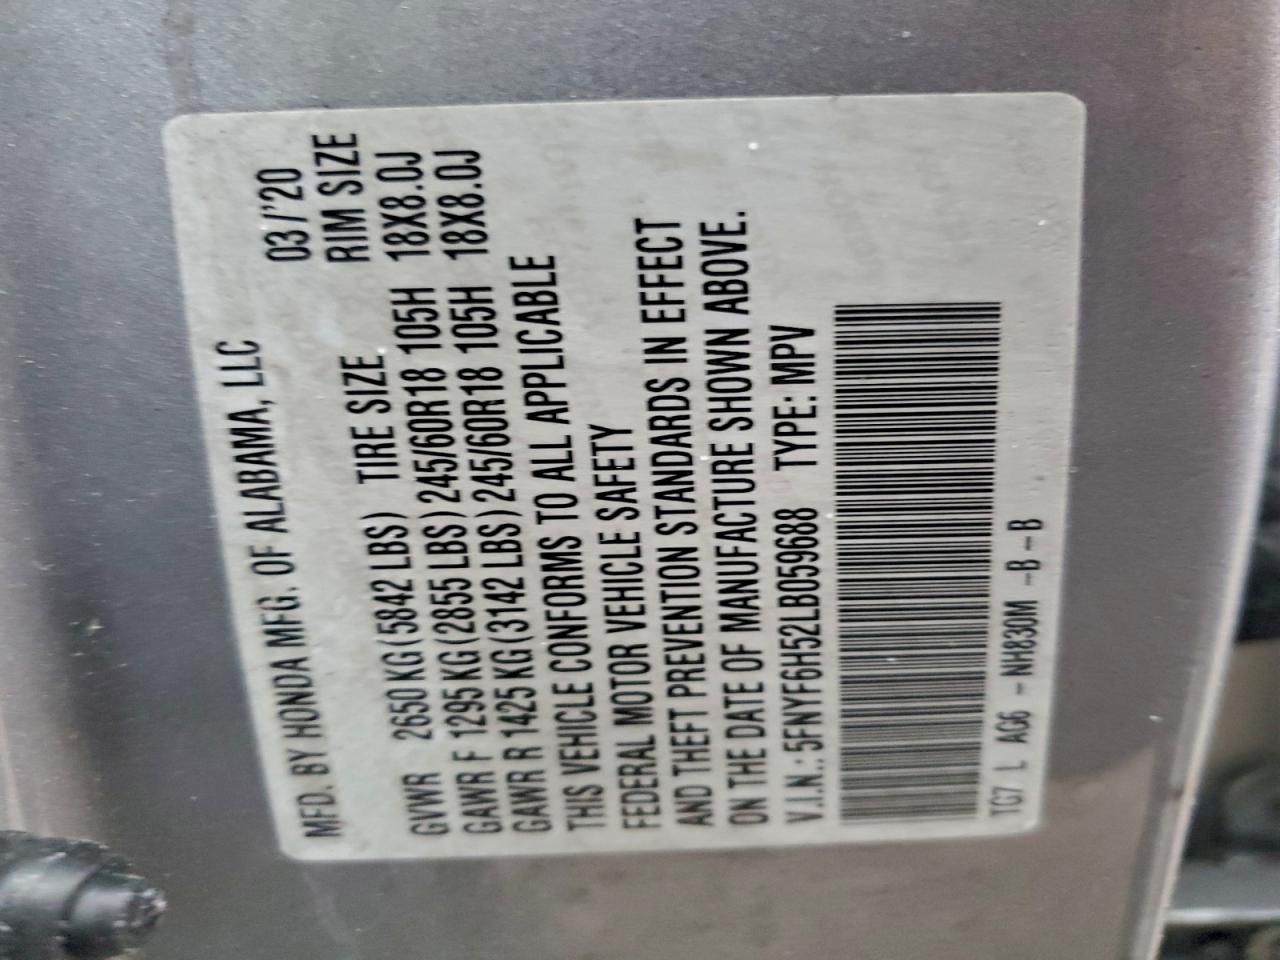 MFD. BY HONDA MFG. OF ALABAMA, LLC
03/'20
TIRE SIZE RIM SIZE
GVWR 2650 KG (5842 LBS)
GAWR F 1295 KG (2855 LBS) 245/60R18 105H 18X8.0J
GAWR R 1425 KG (3142 LBS) 245/60R18 105H 18X8.0J
THIS VEHICLE CONFORMS TO ALL APPLICABLE
FEDERAL MOTOR VEHICLE SAFETY
AND THEFT PREVENTION STANDARDS IN EFFECT
ON THE DATE OF MANUFACTURE SHOWN ABOVE.
V.I.N.: 5FNYF6H52LB059688 TYPE: MPV
TG7 L AG6 - NH830M - B - B